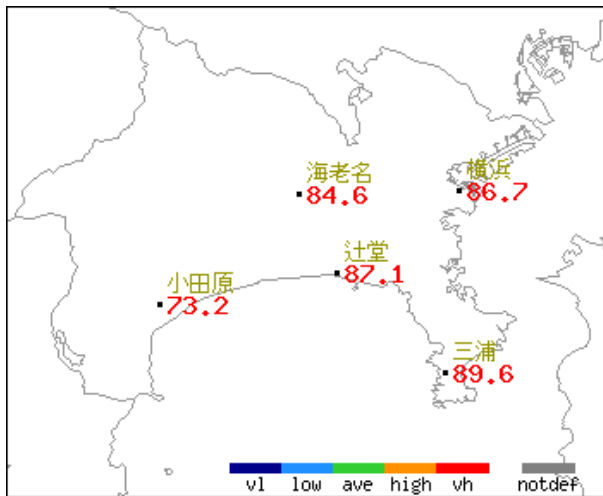 海老名
84.6
横浜
86.7
辻堂
87.1
小田原
73.2
三浦
89.6
vl low ave high vh notdef